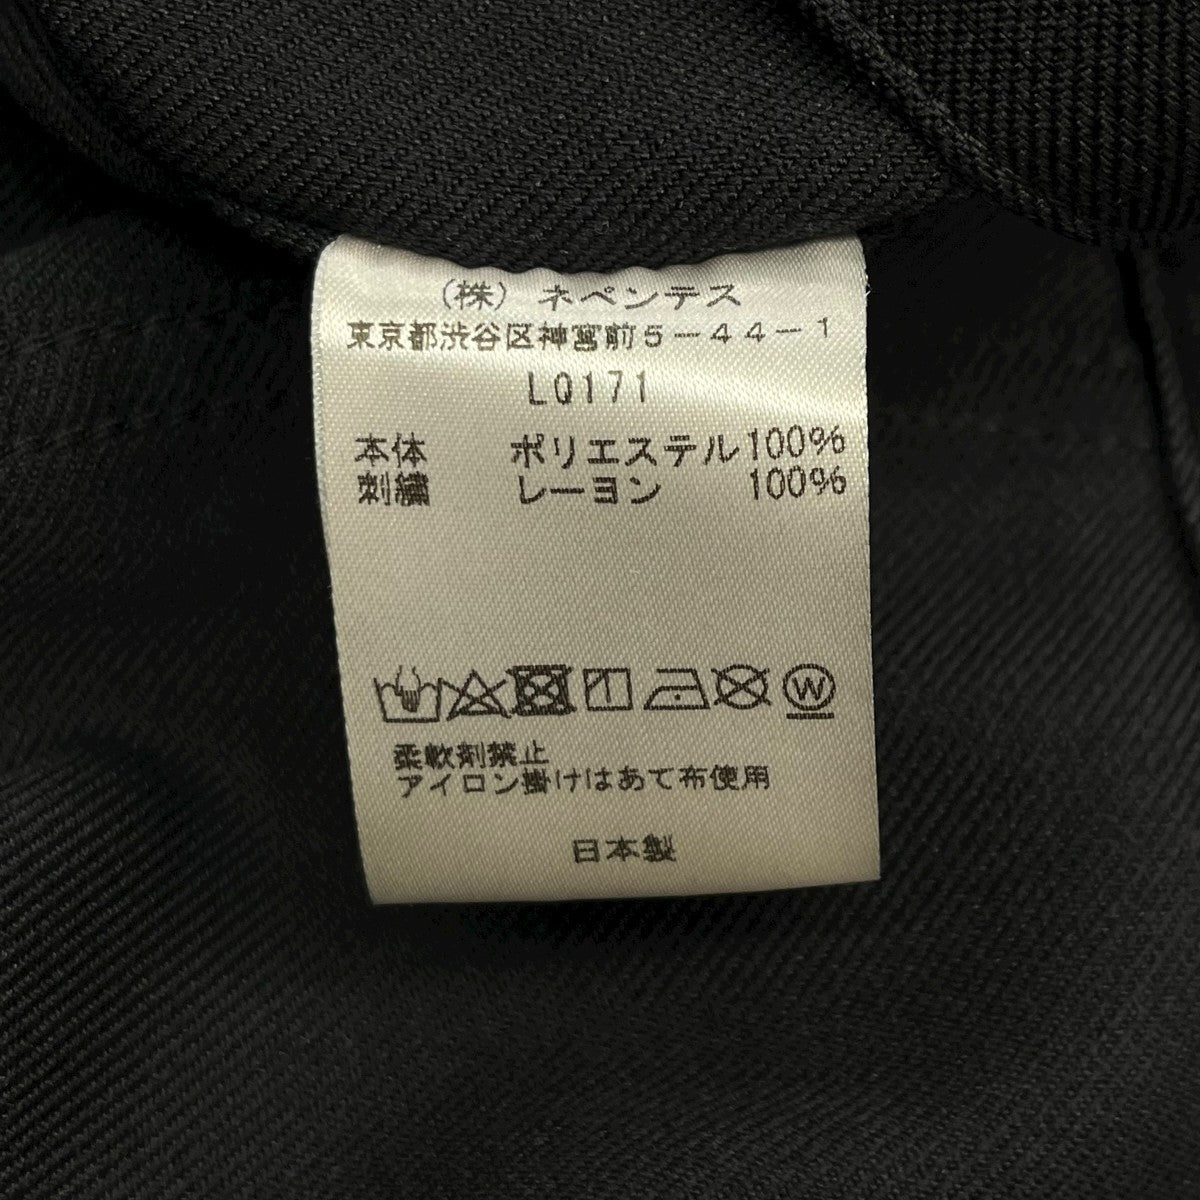 （株）ネペンテス
東京都渋谷区神宮前5－44－1
LQ171
本体 ポリエステル100%
刺繍 レーヨン 100%
W
柔軟剤禁止
アイロン掛けはあて布使用
日本製